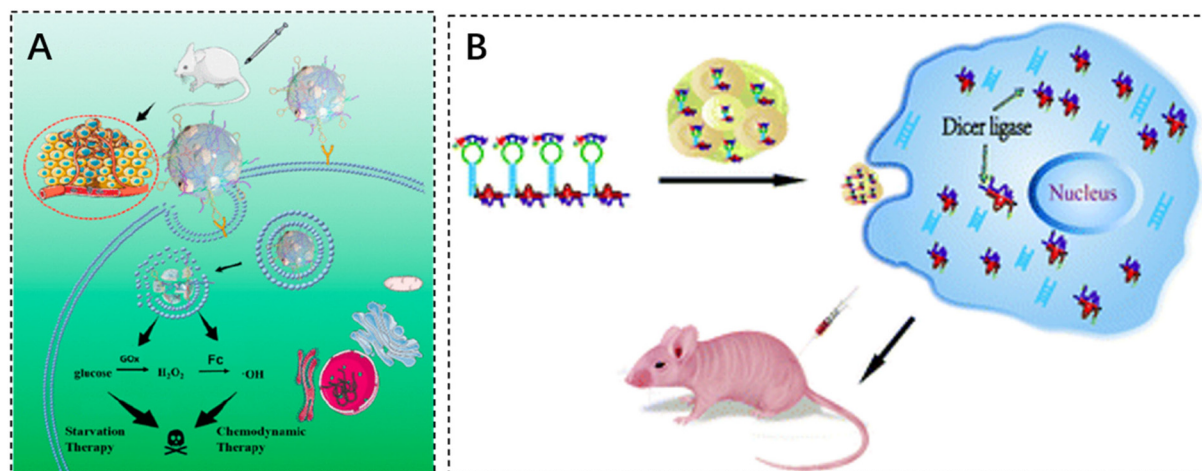 A
GOx
Fc
glucose
H₂O₂
·OH
Starvation
Therapy
Chemodynamic
Therapy
B
Dicer ligase
Nucleus